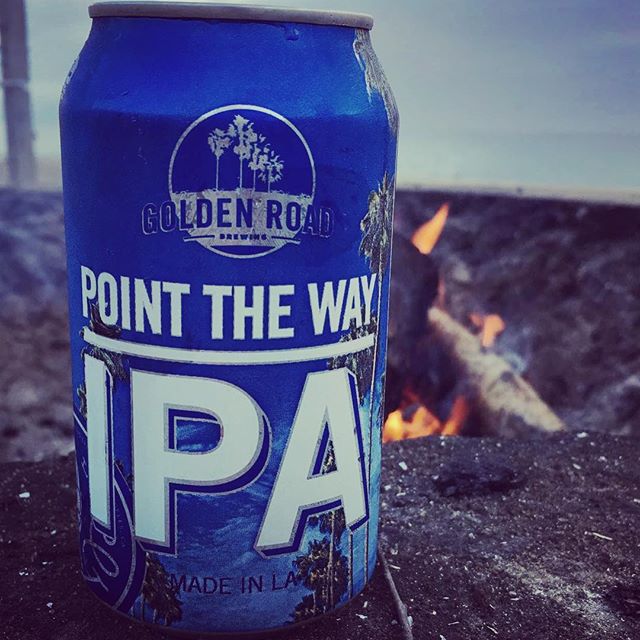 GOLDEN ROAD
BREWING
POINT THE WAY
IPA
MADE IN LA